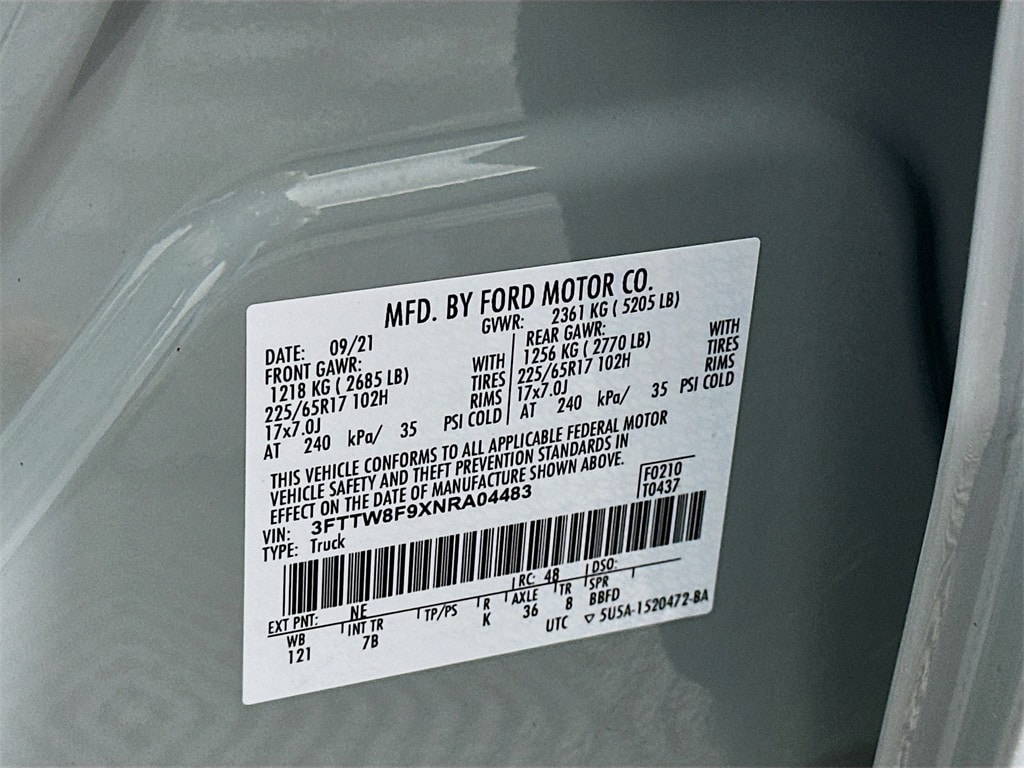 MFD. BY FORD MOTOR CO.
DATE: 09/21 GVWR: 2361 KG ( 5205 LB)
FRONT GAWR: REAR GAWR:
1218 KG ( 2685 LB) WITH 1256 KG ( 2770 LB) WITH
225/65R17 102H TIRES 225/65R17 102H TIRES
17x7.0J RIMS 17x7.0J RIMS
AT 240 kPa/ 35 PSI COLD AT 240 kPa/ 35 PSI COLD
THIS VEHICLE CONFORMS TO ALL APPLICABLE FEDERAL MOTOR
VEHICLE SAFETY AND THEFT PREVENTION STANDARDS IN
EFFECT ON THE DATE OF MANUFACTURE SHOWN ABOVE.
VIN: 3FTTW8F9XNRA04483 F0210
TYPE: Truck T0437
EXT PNT: NE RC: 48 DSO:
WB INT TR TP/PS R AXLE TR SPR
121 7B K 36 8 BBFD
UTC ▽ 5U5A-1520472-BA